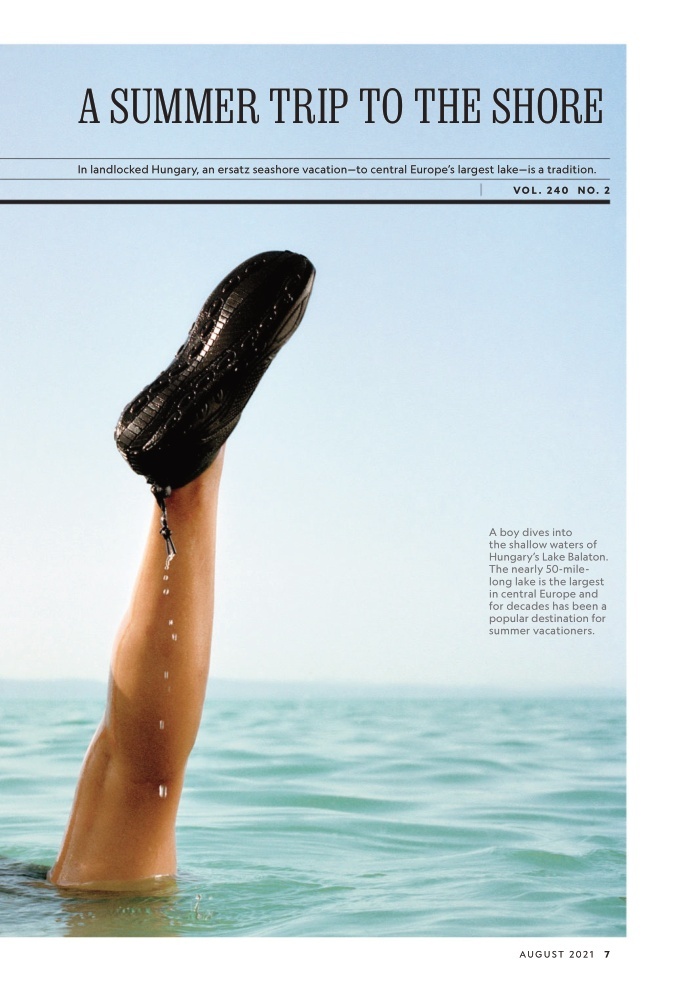 A SUMMER TRIP TO THE SHORE
In landlocked Hungary, an ersatz seashore vacation—to central Europe's largest lake—is a tradition.
VOL. 240 NO. 2
A boy dives into
the shallow waters of
Hungary's Lake Balaton.
The nearly 50-mile-
long lake is the largest
in central Europe and
for decades has been a
popular destination for
summer vacationers.
AUGUST 2021 7